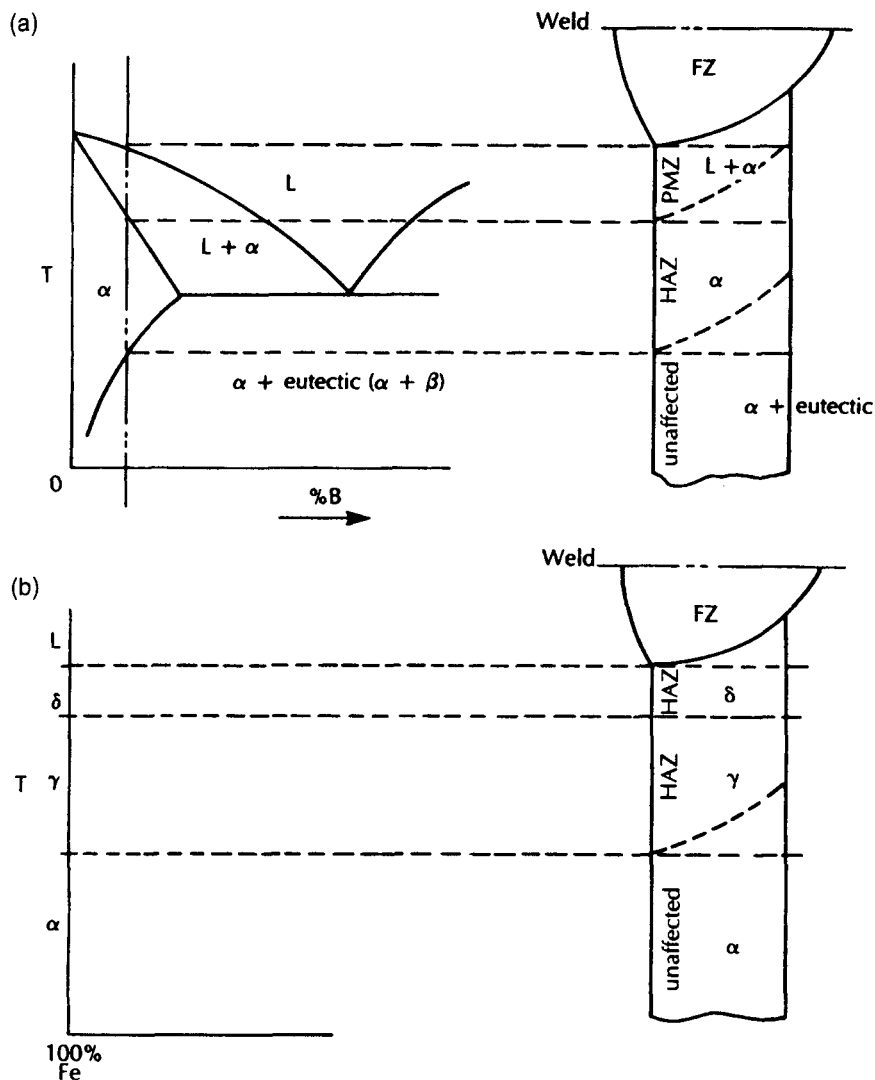 (a)
Weld
FZ
L
L + α
T
α
α + eutectic (α + β)
0
%B
PMZ
L + α
HAZ
α
unaffected
α + eutectic
(b)
Weld
FZ
L
δ
T γ
α
100%
Fe
HAZ
δ
HAZ
γ
unaffected
α